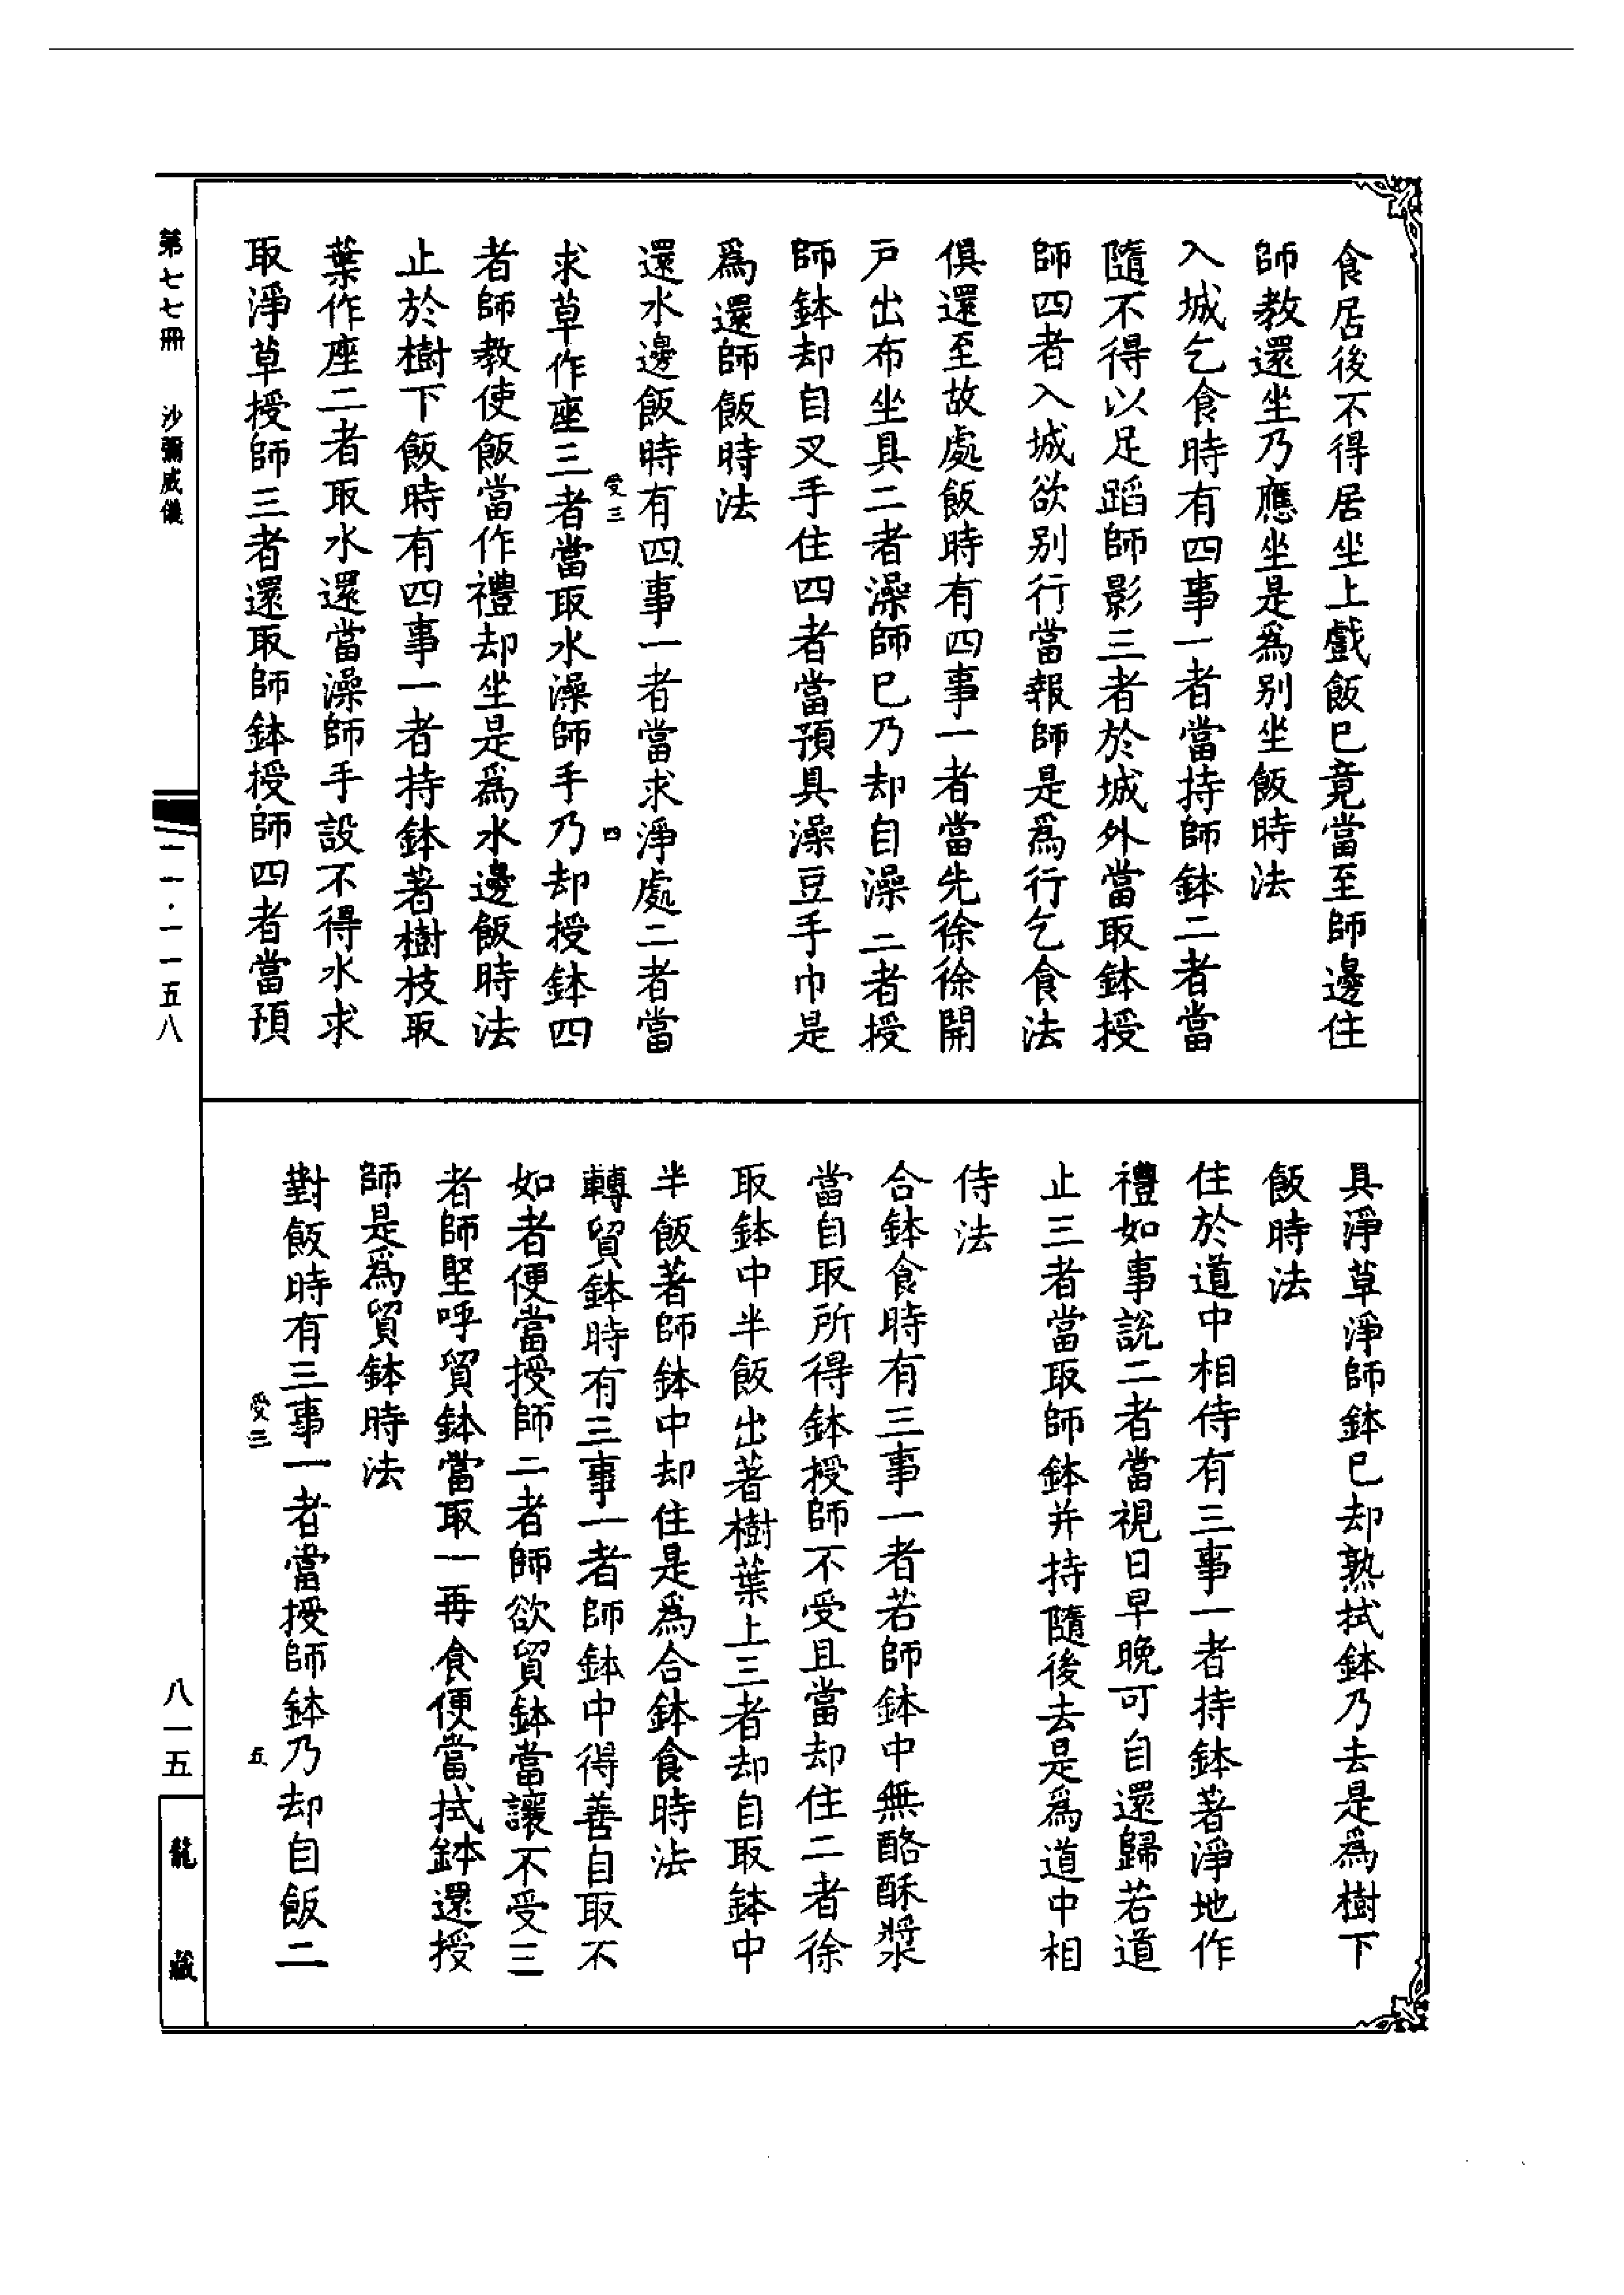 食居後不得居坐上戲飯已竟當至師邊住
師教還坐乃應坐是為別坐飯時法
入城乞食時有四事一者當持師鉢二者當
隨不得以足蹈師影三者於城外當取鉢授
師四者入城欲別行當報師是為行乞食法
俱還至故處飯時有四事一者當先徐徐開
戸出布坐具二者澡師已乃却自澡二者授
師鉢却自叉手住四者當預具澡豆手巾是
為還師飯時法
還水邊飯時有四事一者當求淨處二者當
受三
四
求草作座三者當取水澡師手乃却授鉢四
者師教使飯當作禮却坐是為水邊飯時法
止於樹下飯時有四事一者持鉢著樹枝取
葉作座二者取水還當澡師手設不得水求
取淨草授師三者還取師鉢授師四者當預
具淨草淨師鉢已却熟拭鉢乃去是為樹下
飯時法
住於道中相侍有三事一者持鉢著淨地作
禮如事說二者當視日早晚可自還歸若道
止三者當取師鉢并持隨後去是為道中相
侍法
合鉢食時有三事一者若師鉢中無酪酥漿
當自取所得鉢授師不受且當却住二者徐
取鉢中半飯出著樹葉上三者却自取鉢中
半飯著師鉢中却住是為合鉢食時法
轉貿鉢時有三事一者師鉢中得善自取不
如者便當授師二者師欲貿鉢當讓不受三
者師堅呼貿鉢當取一再食便當拭鉢還授
師是為貿鉢時法
對飯時有三事一者當授師鉢乃却自飯二
受三
五
第七七冊 沙彌威儀
一一一·一一五八
八一五
龍藏